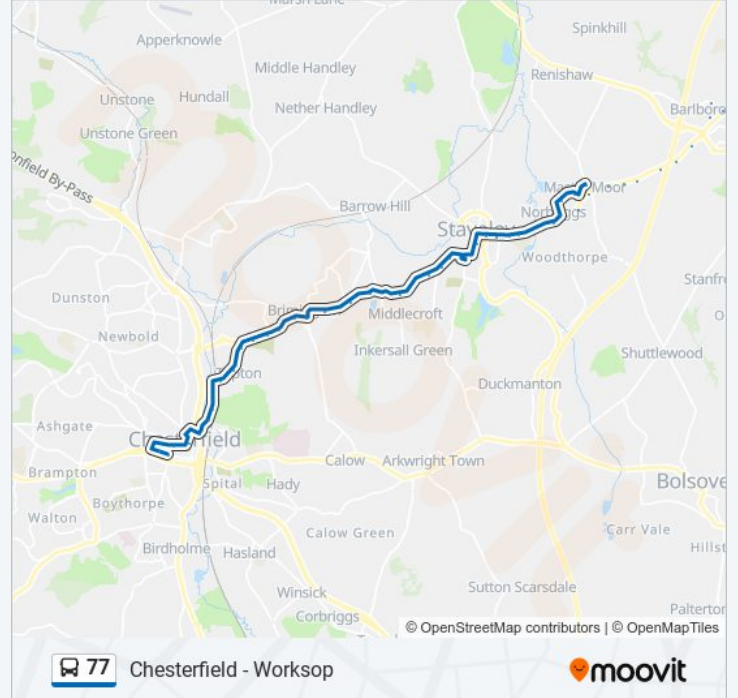 Marsh Lane
Spinkhill
Apperknowle
Middle Handley
Renishaw
Unstone
Hundall
Nether Handley
Barlboro
Unstone Green
onfield By-Pass
Barrow Hill
Woodthorpe
Stanfre
Dunston
Middlecroft
Newbold
Inkersall Green
Shuttlewood
Duckmanton
Ashgate
Chesterfield
Brampton
Calow
Arkwright Town
Bolsove
Spital
Hady
Boythorpe
Walton
Calow Green
Carr Vale
Birdholme
Hasland
Hillst
Winsick
Sutton Scarsdale
Corbriggs
Palterton
© OpenStreetMap contributors | © OpenMapTiles
77 Chesterfield - Worksop
moovit